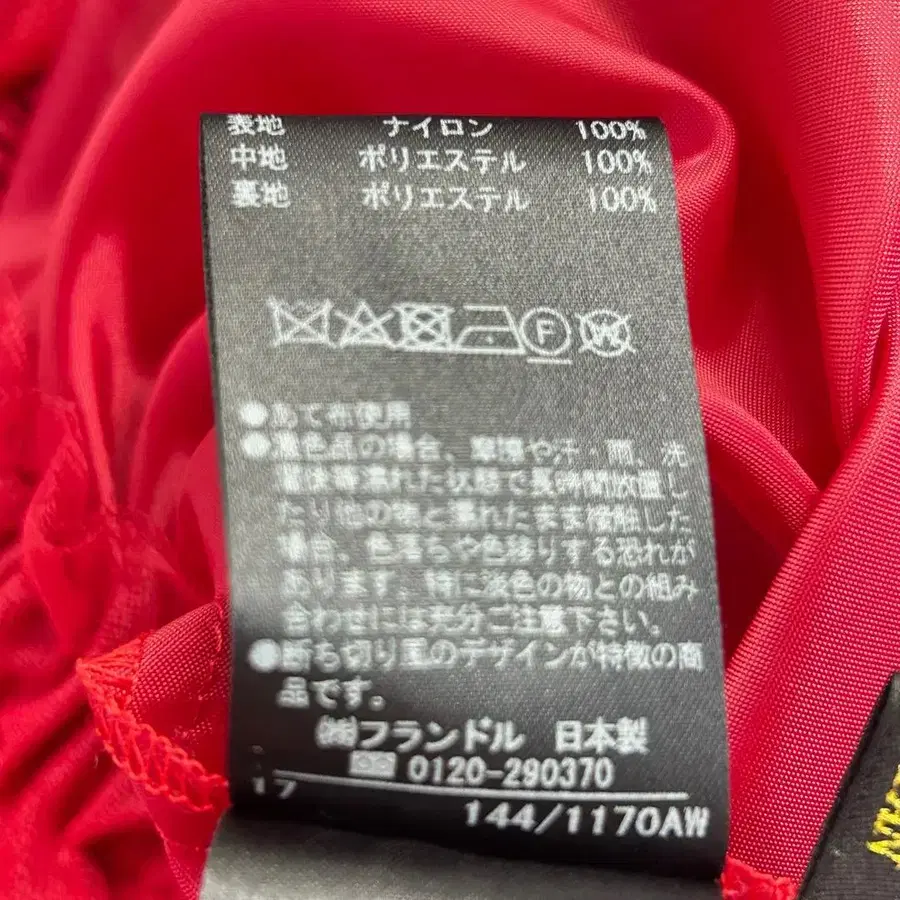 表地 ナイロン 100%
中地 ポリエステル 100%
裏地 ポリエステル 100%
F
W
●あて布使用
●濃色品の場合、摩擦や汗・雨、洗
濯等濡れた状態で長時間放置し
たり他の物と濡れたまま接触した
場合、色落ちや色移りする恐れが
あります。特に淡色の物との組み
合わせには充分ご注意下さい。
●断ち切り風のデザインが特徴の商
品です。
㈱フランドル 日本製
0120-290370
17
144/1170AW